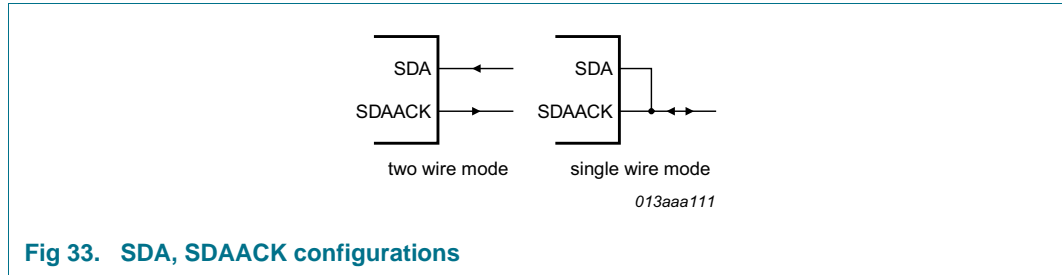 SDA
SDAACK
two wire mode
SDA
SDAACK
single wire mode
013aaa111
Fig 33. SDA, SDAACK configurations